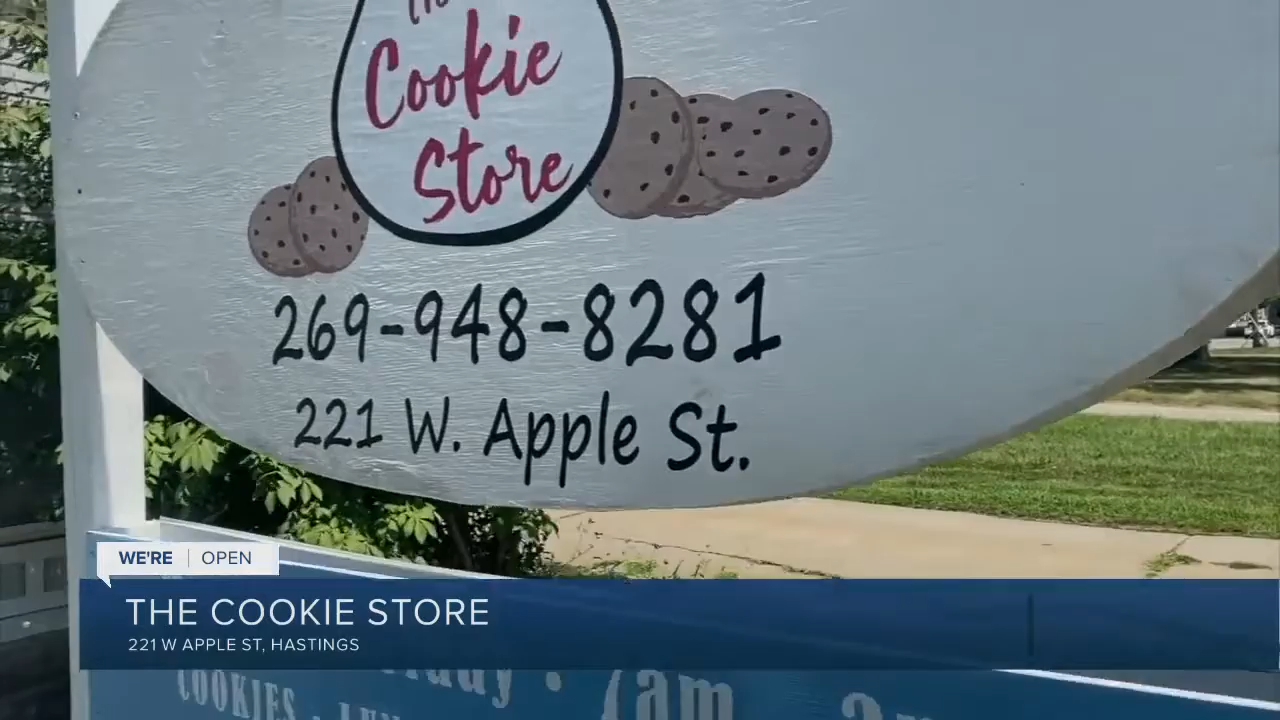 Cookie
Store
269-948-8281
221 W. Apple St.
WE'RE | OPEN
THE COOKIE STORE
221 W APPLE ST, HASTINGS
7am
COOKIES